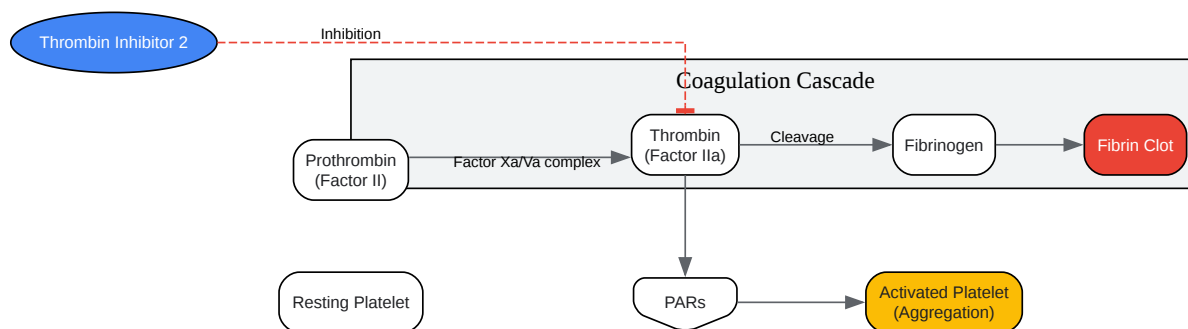 Thrombin Inhibitor 2
Inhibition
Coagulation Cascade
Prothrombin
(Factor II)
Factor Xa/Va complex
Thrombin
(Factor IIa)
Cleavage
Fibrinogen
Fibrin Clot
Resting Platelet
PARs
Activated Platelet
(Aggregation)